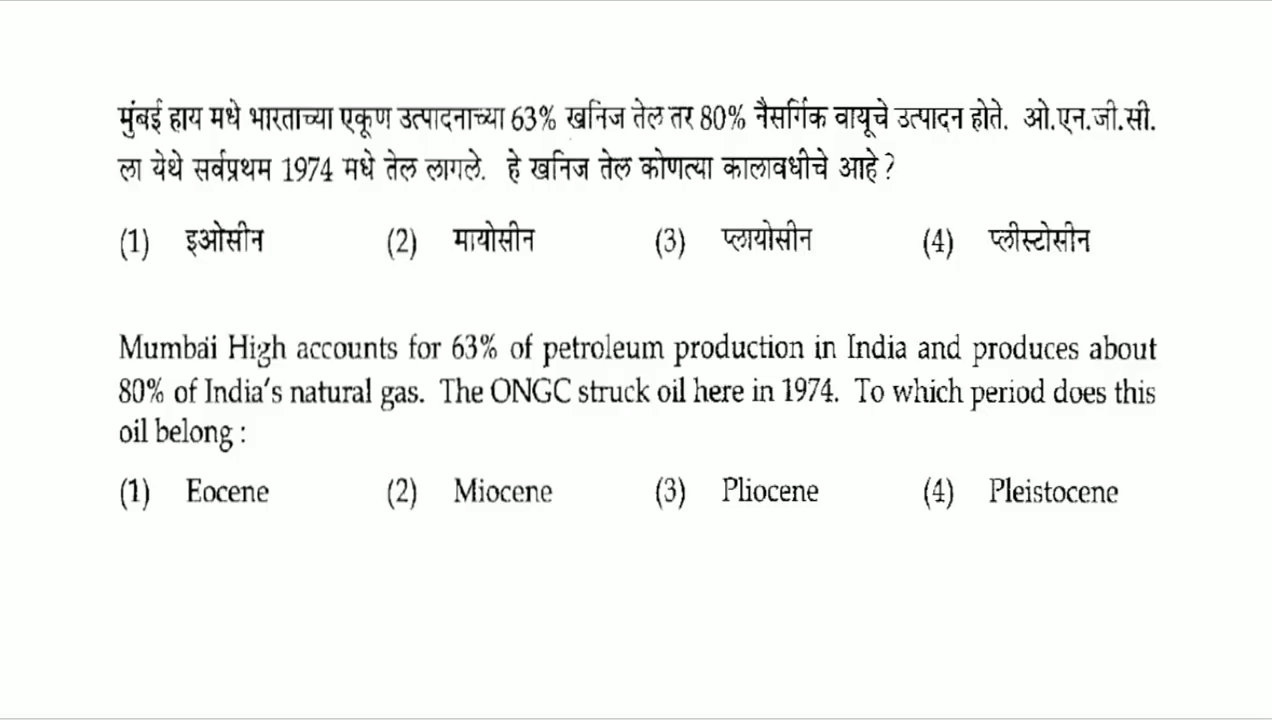 मुंबई हाय मधे भारताच्या एकूण उत्पादनाच्या 63% खनिज तेल तर 80% नैसर्गिक वायूचे उत्पादन होते. ओ.एन.जी.सी.
ला येथे सर्वप्रथम 1974 मधे तेल लागले. हे खनिज तेल कोणत्या कालावधीचे आहे ?
(1) इओसीन (2) मायोसीन (3) प्लायोसीन (4) प्लीस्टोसीन
Mumbai High accounts for 63% of petroleum production in India and produces about
80% of India's natural gas. The ONGC struck oil here in 1974. To which period does this
oil belong :
(1) Eocene (2) Miocene (3) Pliocene (4) Pleistocene